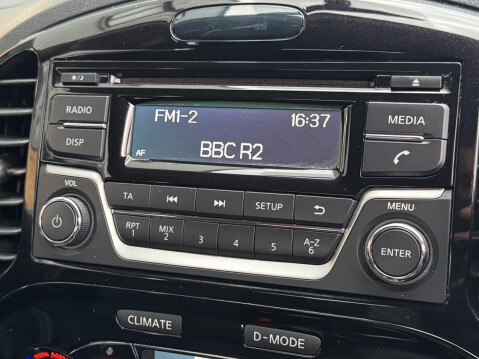 ★/♪
RADIO
DISP
FM1-2 16:37
AF BBC R2
MEDIA
VOL
TA SETUP
RPT 1 MIX 2 3 4 5 A-Z 6
MENU
ENTER
CLIMATE
D-MODE